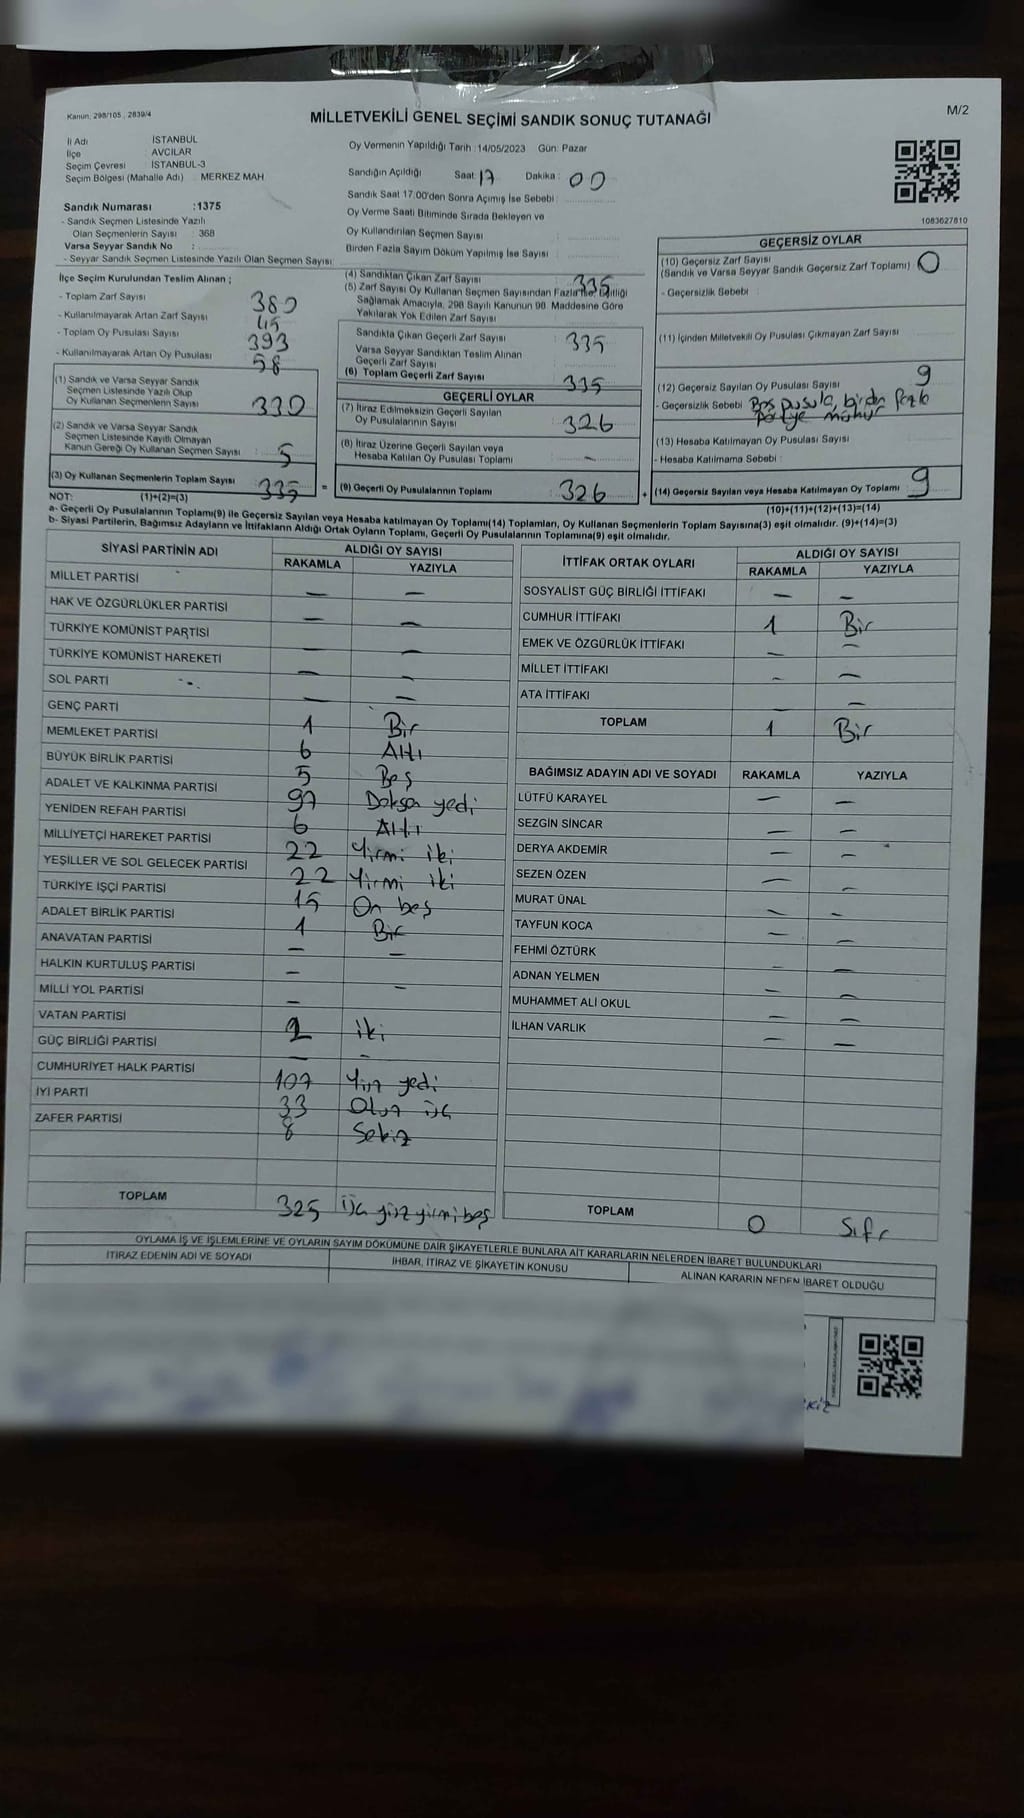 Kanun: 298/105 , 2839/4
MİLLETVEKİLİ GENEL SEÇİMİ SANDIK SONUÇ TUTANAĞI
M/2
İl Adı : İSTANBUL
İlçe : AVCILAR
Seçim Çevresi : İSTANBUL-3
Seçim Bölgesi (Mahalle Adı) : MERKEZ MAH
Sandık Numarası :1375
- Sandık Seçmen Listesinde Yazılı
Olan Seçmenlerin Sayısı : 368
Varsa Seyyar Sandık No :
- Seyyar Sandık Seçmen Listesinde Yazılı Olan Seçmen Sayısı:
Oy Vermenin Yapıldığı Tarih :14/05/2023 Gün: Pazar
Sandığın Açıldığı Saat: 17 Dakika: 00
Sandık Saat 17:00'den Sonra Açımış İse Sebebi :
Oy Verme Saati Bitiminde Sırada Bekleyen ve
Oy Kullandırılan Seçmen Sayısı :
Birden Fazla Sayım Döküm Yapılmış İse Sayısı :
1083627810
İlçe Seçim Kurulundan Teslim Alınan ;
- Toplam Zarf Sayısı : 380
- Kullanılmayarak Artan Zarf Sayısı : 45
- Toplam Oy Pusulası Sayısı : 393
- Kullanılmayarak Artan Oy Pusulası : 58
(1) Sandık ve Varsa Seyyar Sandık
Seçmen Listesinde Yazılı Olup
Oy Kullanan Seçmenlerin Sayısı : 330
(2) Sandık ve Varsa Seyyar Sandık
Seçmen Listesinde Kayıtlı Olmayan
Kanun Gereği Oy Kullanan Seçmen Sayısı : 5
(3) Oy Kullanan Seçmenlerin Toplam Sayısı : 335 =
(4) Sandıktan Çıkan Zarf Sayısı : 335
(5) Zarf Sayısı Oy Kullanan Seçmen Sayısından Fazla İse Eşitliği
Sağlamak Amacıyla, 298 Sayılı Kanunun 98. Maddesine Göre
Yakılarak Yok Edilen Zarf Sayısı :
Sandıkta Çıkan Geçerli Zarf Sayısı : 335
Varsa Seyyar Sandıktan Teslim Alınan
Geçerli Zarf Sayısı :
(6) Toplam Geçerli Zarf Sayısı : 335
GEÇERLİ OYLAR
(7) İtiraz Edilmeksizin Geçerli Sayılan
Oy Pusulalarının Sayısı : 326
(8) İtiraz Üzerine Geçerli Sayılan veya
Hesaba Katılan Oy Pusulası Toplamı : -
(9) Geçerli Oy Pusulalarının Toplamı : 326 +
GEÇERSİZ OYLAR
(10) Geçersiz Zarf Sayısı
(Sandık ve Varsa Seyyar Sandık Geçersiz Zarf Toplamı) : 0
- Geçersizlik Sebebi :
(11) İçinden Milletvekili Oy Pusulası Çıkmayan Zarf Sayısı :
(12) Geçersiz Sayılan Oy Pusulası Sayısı : 9
- Geçersizlik Sebebi : Boş pusula, birden fazla
partiye mühür
(13) Hesaba Katılmayan Oy Pusulası Sayısı :
- Hesaba Katılmama Sebebi :
(14) Geçersiz Sayılan veya Hesaba Katılmayan Oy Toplamı : 9
NOT: (1)+(2)=(3)
(10)+(11)+(12)+(13)=(14)
a- Geçerli Oy Pusulalarının Toplamı(9) ile Geçersiz Sayılan veya Hesaba katılmayan Oy Toplamı(14) Toplamları, Oy Kullanan Seçmenlerin Toplam Sayısına(3) eşit olmalıdır. (9)+(14)=(3)
b- Siyasi Partilerin, Bağımsız Adayların ve İttifakların Aldığı Ortak Oyların Toplamı, Geçerli Oy Pusulalarının Toplamına(9) eşit olmalıdır.
SİYASİ PARTİNİN ADI ALDIĞI OY SAYISI
RAKAMLA YAZIYLA
MİLLET PARTİSİ - -
HAK VE ÖZGÜRLÜKLER PARTİSİ - -
TÜRKİYE KOMÜNİST PARTİSİ - -
TÜRKİYE KOMÜNİST HAREKETİ - -
SOL PARTİ - -
GENÇ PARTİ 1 Bir
MEMLEKET PARTİSİ 6 Altı
BÜYÜK BİRLİK PARTİSİ 5 Beş
ADALET VE KALKINMA PARTİSİ 97 Doksan yedi
YENİDEN REFAH PARTİSİ 6 Altı
MİLLİYETÇİ HAREKET PARTİSİ 22 Yirmi iki
YEŞİLLER VE SOL GELECEK PARTİSİ 22 Yirmi iki
TÜRKİYE İŞÇİ PARTİSİ 15 On beş
ADALET BİRLİK PARTİSİ 1 Bir
ANAVATAN PARTİSİ - -
HALKIN KURTULUŞ PARTİSİ -
MİLLİ YOL PARTİSİ - -
VATAN PARTİSİ 2 iki
GÜÇ BİRLİĞİ PARTİSİ - -
CUMHURİYET HALK PARTİSİ 107 Yüz yedi
İYİ PARTİ 33 Otuz üç
ZAFER PARTİSİ 8 Sekiz
TOPLAM 325 Üç yüz yirmi beş
İTTİFAK ORTAK OYLARI ALDIĞI OY SAYISI
RAKAMLA YAZIYLA
SOSYALİST GÜÇ BİRLİĞİ İTTİFAKI - -
CUMHUR İTTİFAKI 1 Bir
EMEK VE ÖZGÜRLÜK İTTİFAKI - -
MİLLET İTTİFAKI - -
ATA İTTİFAKI - -
TOPLAM 1 Bir
BAĞIMSIZ ADAYIN ADI VE SOYADI RAKAMLA YAZIYLA
LÜTFÜ KARAYEL - -
SEZGİN SİNCAR - -
DERYA AKDEMİR - -
SEZEN ÖZEN - -
MURAT ÜNAL - -
TAYFUN KOCA - -
FEHMİ ÖZTÜRK - -
ADNAN YELMEN - -
MUHAMMET ALİ OKUL - -
İLHAN VARLIK - -
TOPLAM 0 Sıfır
OYLAMA İŞ VE İŞLEMLERİNE VE OYLARIN SAYIM DÖKÜMÜNE DAİR ŞİKAYETLERLE BUNLARA AİT KARARLARIN NELERDEN İBARET BULUNDUKLARI
İTİRAZ EDENİN ADI VE SOYADI İHBAR, İTİRAZ VE ŞİKAYETİN KONUSU ALINAN KARARIN NEDEN İBARET OLDUĞU